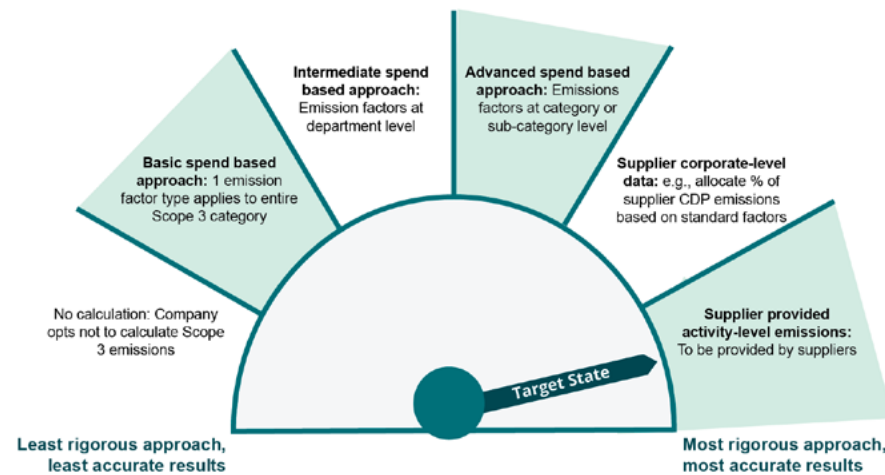 No calculation: Company
opts not to calculate Scope
3 emissions
Basic spend based
approach: 1 emission
factor type applies to entire
Scope 3 category
Intermediate spend
based approach:
Emission factors at
department level
Advanced spend based
approach: Emissions
factors at category or
sub-category level
Supplier corporate-level
data: e.g., allocate % of
supplier CDP emissions
based on standard factors
Supplier provided
activity-level emissions:
To be provided by suppliers
Target State
Least rigorous approach,
least accurate results
Most rigorous approach,
most accurate results